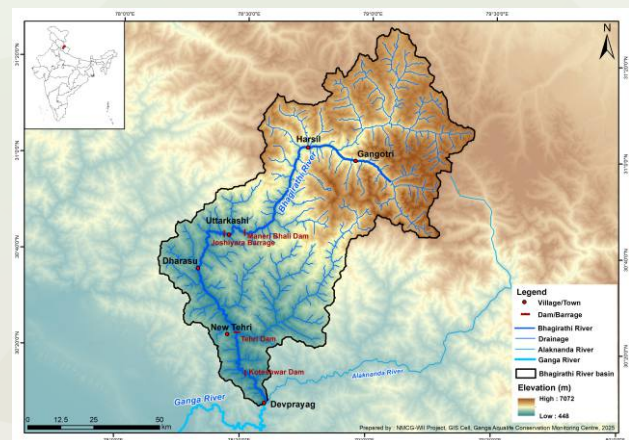 N
Harsil
Gangotri
Bhagirathi River
Uttarkashi
Maneri Bhali Dam
Joshiyara Barrage
Dharasu
New Tehri
Tehri Dam
Koteshwar Dam
Devprayag
Ganga River
Alaknanda River
Legend
Village/Town
Dam/Barrage
Bhagirathi River
Drainage
Alaknanda River
Ganga River
Bhagirathi River basin
Elevation (m)
High : 7072
Low : 448
0 12.5 25 50
km
Prepared by : NMCG-WII Project, GIS Cell, Ganga Aqualife Conservation Monitoring Centre, 2025